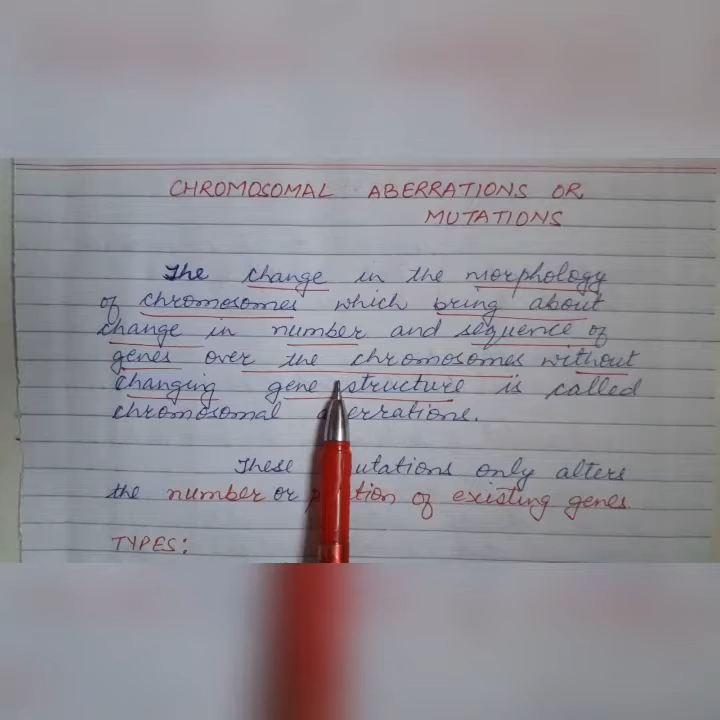 CHROMOSOMAL ABERRATIONS OR
MUTATIONS
The change in the morphology
of chromosomes which bring about
change in number and sequence of
genes over the chromosomes without
changing gene structure is called
chromosomal errations.
These utations only alters
the number or tion of existing genes
TYPES: